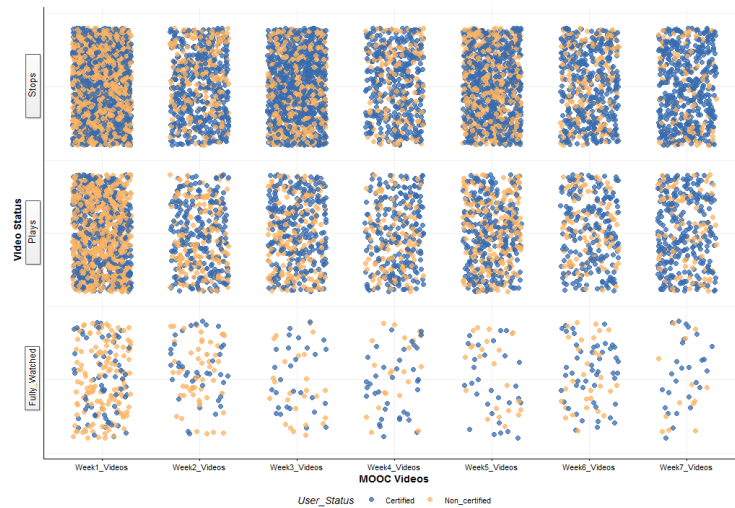 Stops
Plays
Fully_Watched
Video Status
Week1_Videos Week2_Videos Week3_Videos Week4_Videos Week5_Videos Week6_Videos Week7_Videos
MOOC Videos
User_Status Certified Non_certified